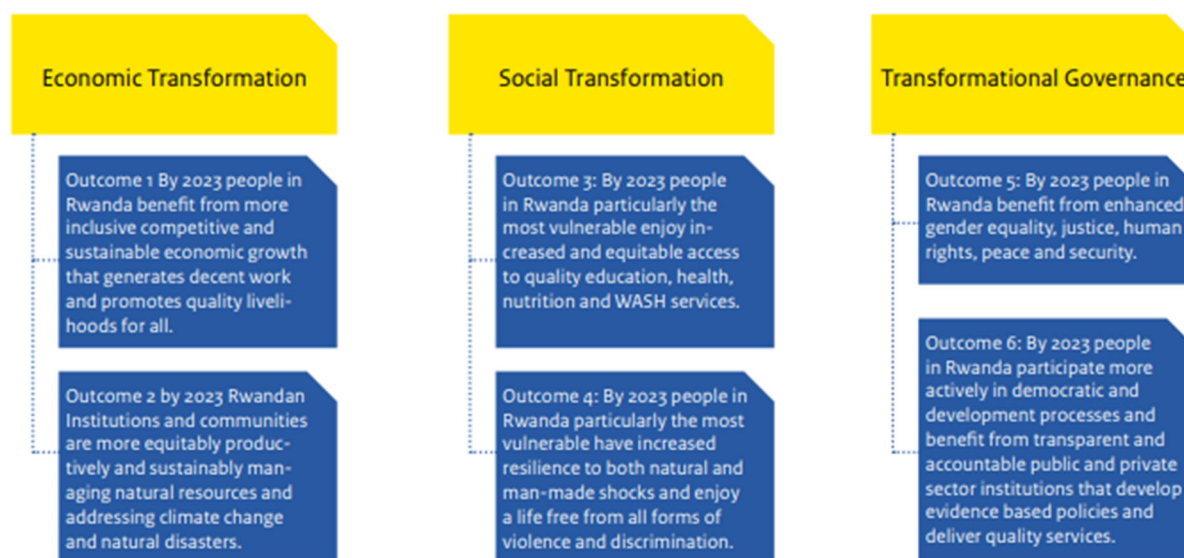 Economic Transformation
Outcome 1 By 2023 people in
Rwanda benefit from more
inclusive competitive and
sustainable economic growth
that generates decent work
and promotes quality liveli-
hoods for all.
Outcome 2 by 2023 Rwandan
Institutions and communities
are more equitably produc-
tively and sustainably man-
aging natural resources and
addressing climate change
and natural disasters.
Social Transformation
Outcome 3: By 2023 people
in Rwanda particularly the
most vulnerable enjoy in-
creased and equitable access
to quality education, health,
nutrition and WASH services.
Outcome 4: By 2023 people in
Rwanda particularly the most
vulnerable have increased
resilience to both natural and
man-made shocks and enjoy
a life free from all forms of
violence and discrimination.
Transformational Governance
Outcome 5: By 2023 people in
Rwanda benefit from enhanced
gender equality, justice, human
rights, peace and security.
Outcome 6: By 2023 people
in Rwanda participate more
actively in democratic and
development processes and
benefit from transparent and
accountable public and private
sector institutions that develop
evidence based policies and
deliver quality services.